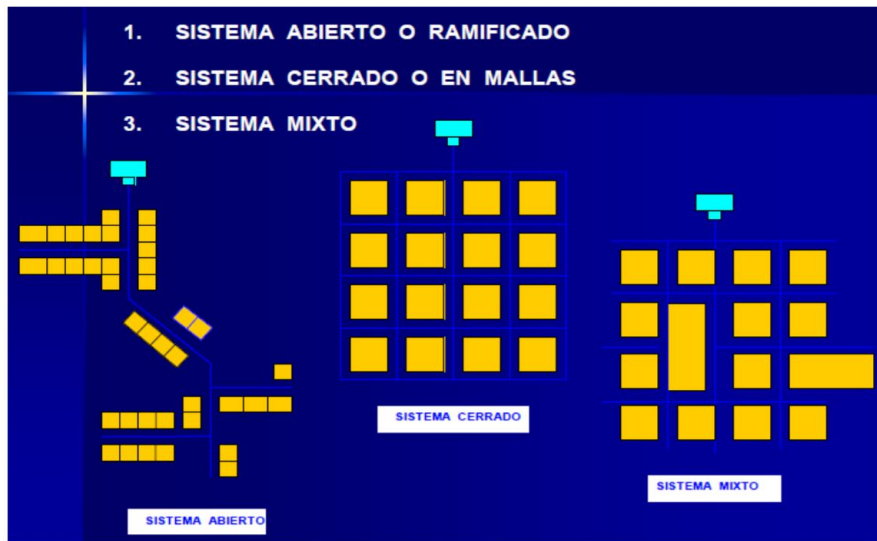 1. SISTEMA ABIERTO O RAMIFICADO
2. SISTEMA CERRADO O EN MALLAS
3. SISTEMA MIXTO
SISTEMA CERRADO
SISTEMA MIXTO
SISTEMA ABIERTO